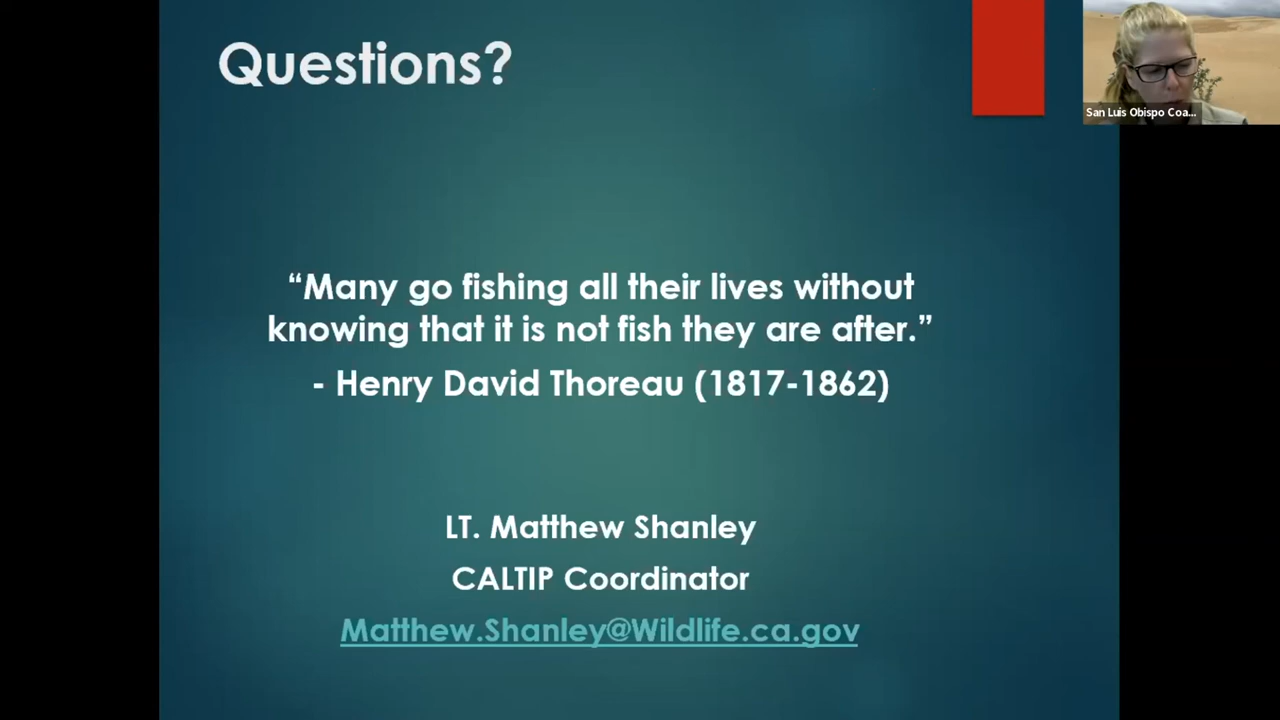 Questions?
San Luis Obispo Coa...
“Many go fishing all their lives without
knowing that it is not fish they are after.”
- Henry David Thoreau (1817-1862)
LT. Matthew Shanley
CALTIP Coordinator
Matthew.Shanley@Wildlife.ca.gov